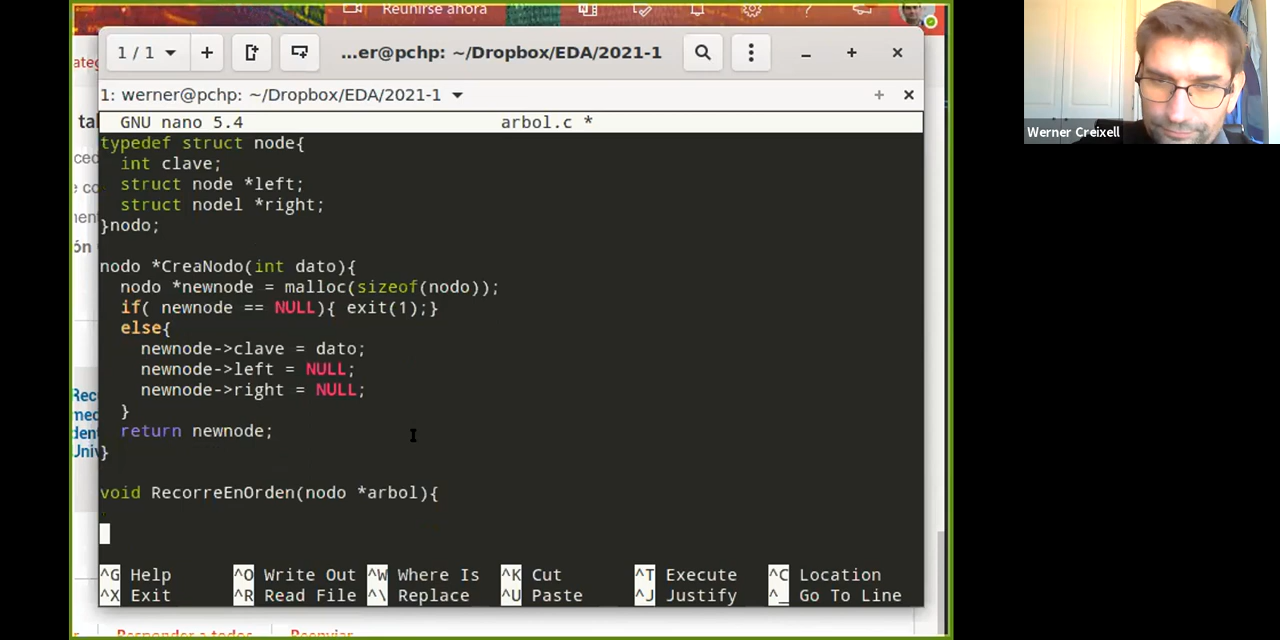 Reunirse ahora
1 / 1
...er@pchp: ~/Dropbox/EDA/2021-1
1: werner@pchp: ~/Dropbox/EDA/2021-1
GNU nano 5.4 arbol.c *
typedef struct node{
int clave;
struct node *left;
struct nodel *right;
}nodo;
nodo *CreaNodo(int dato){
nodo *newnode = malloc(sizeof(nodo));
if( newnode == NULL){ exit(1);}
else{
newnode->clave = dato;
newnode->left = NULL;
newnode->right = NULL;
}
return newnode;
}
void RecorreEnOrden(nodo *arbol){
^G Help ^O Write Out ^W Where Is ^K Cut ^T Execute ^C Location
^X Exit ^R Read File ^\ Replace ^U Paste ^J Justify ^_ Go To Line
Responder a todos Reenviar
Werner Creixell